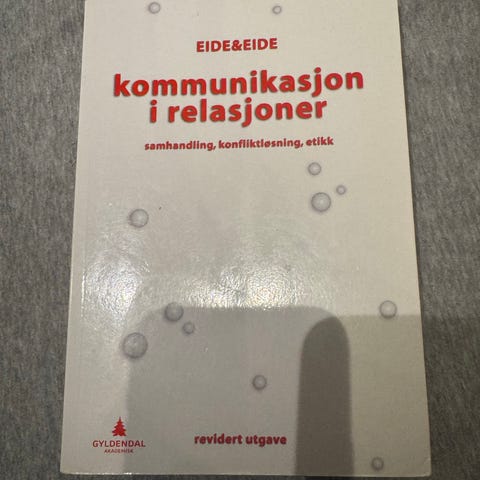 EIDE&EIDE
kommunikasjon
i relasjoner
samhandling, konfliktløsning, etikk
GYLDENDAL
AKADEMISK
revidert utgave